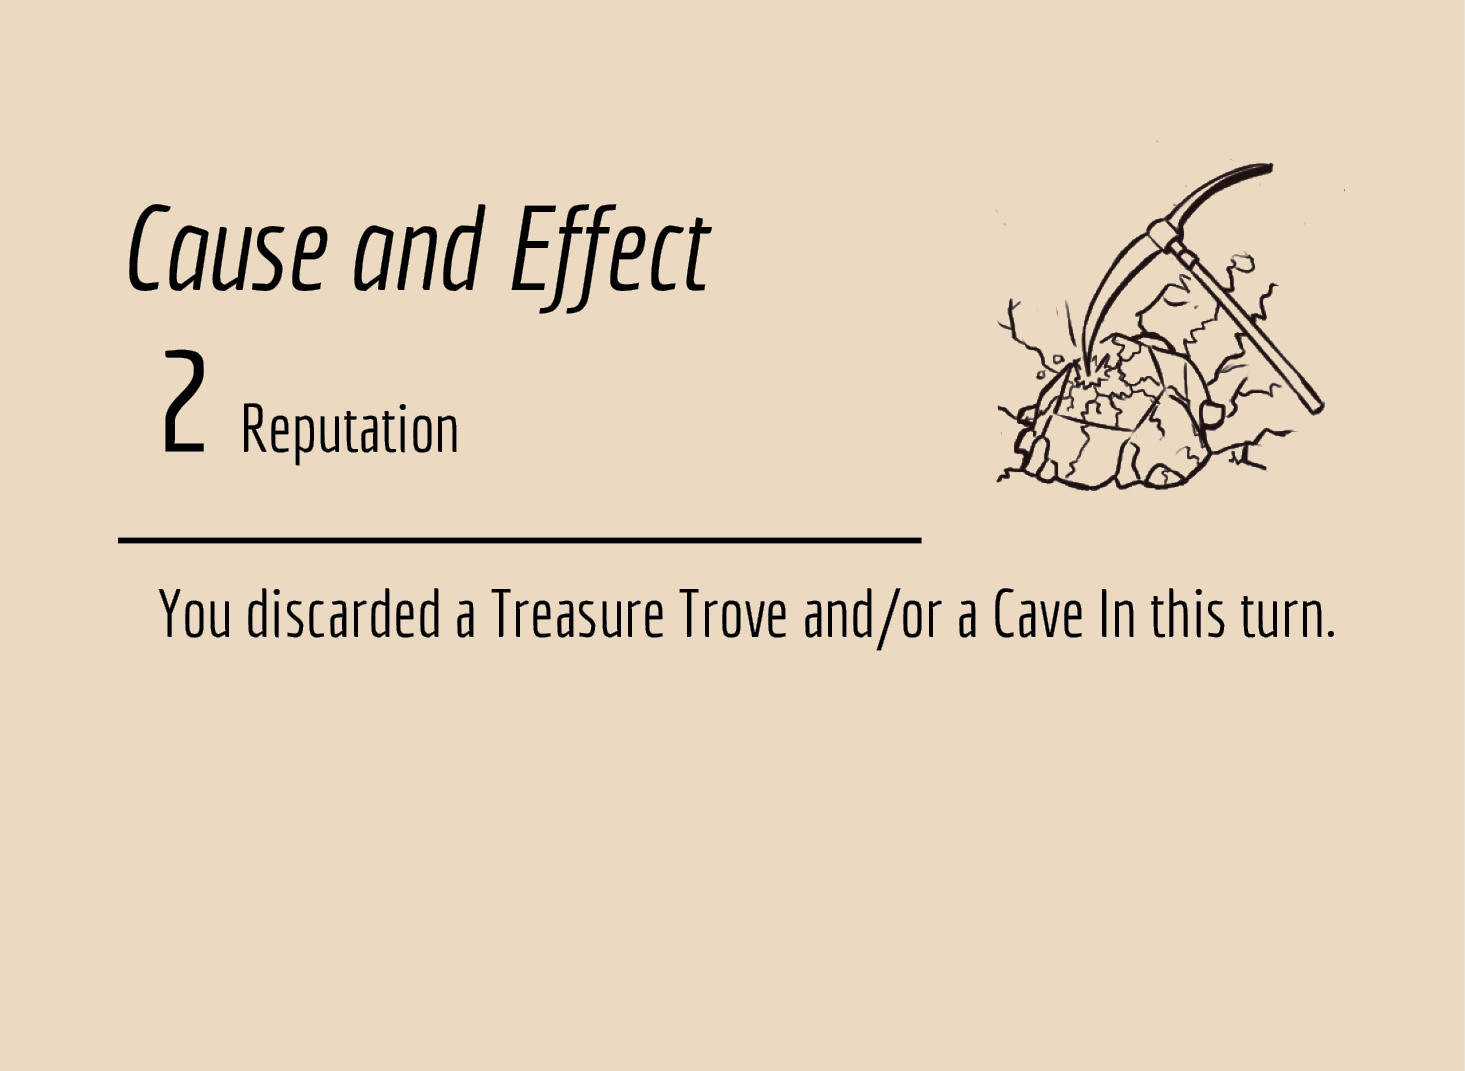 Cause and Effect
2 Reputation
You discarded a Treasure Trove and/or a Cave In this turn.